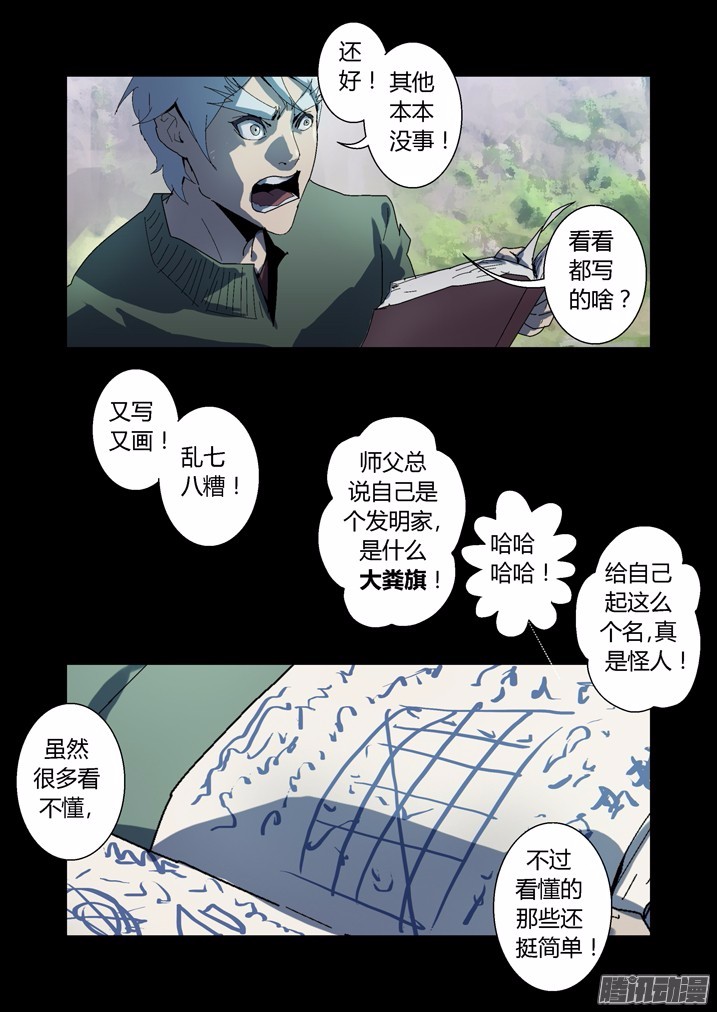 还
好！
其他
本本
没事！
看看
都写
的啥？
又写
又画！
乱七
八糟！
师父总
说自己是
个发明家，
是什么
大粪旗！
哈哈
哈哈！
给自己
起这么
个名，真
是怪人！
虽然
很多看
不懂，
不过
看懂的
那些还
挺简单！
腾讯动漫